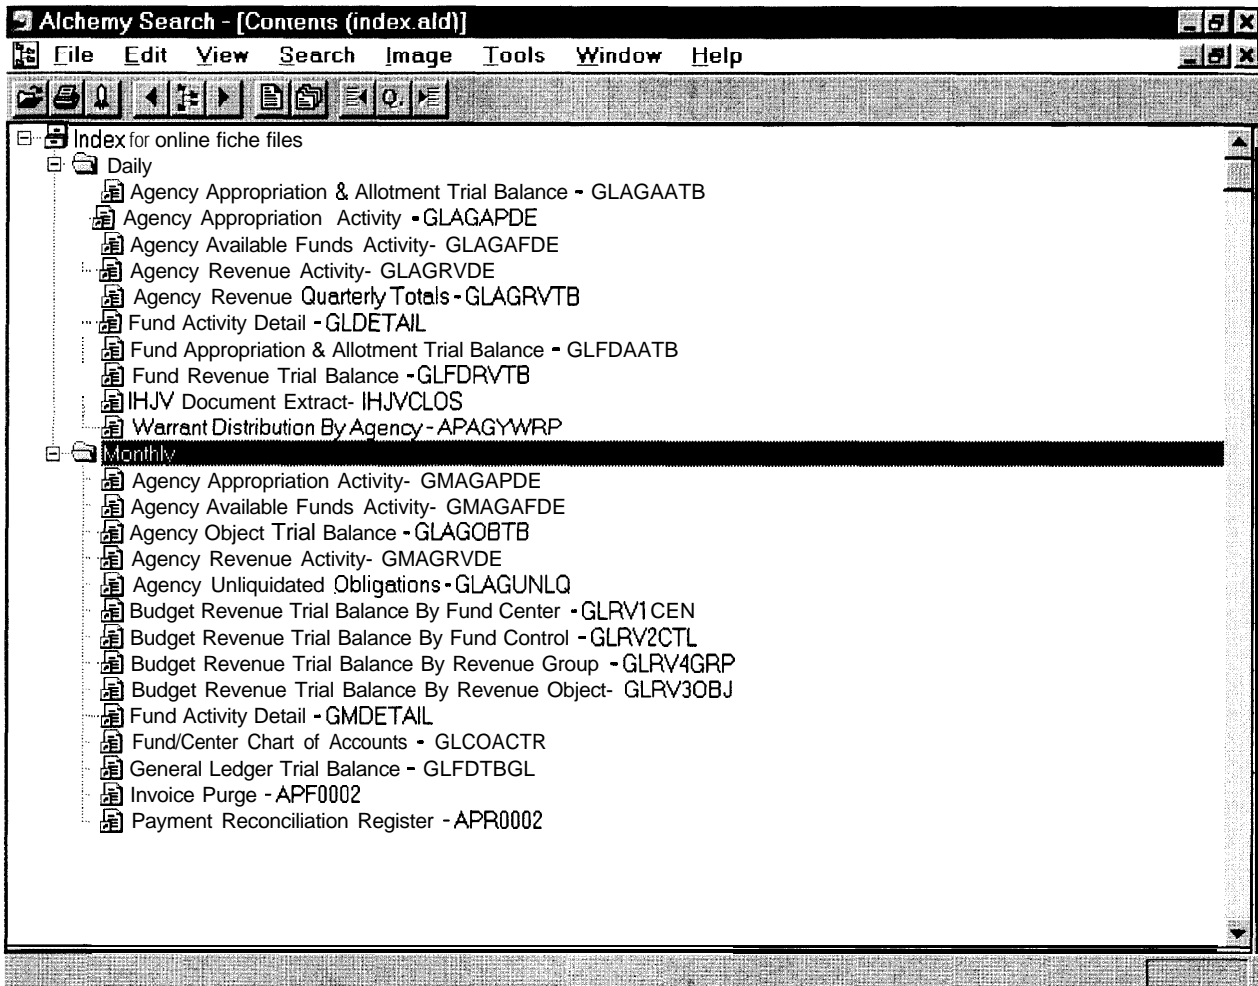 Alchemy Search - [Contents (index.ald)]
File Edit View Search Image Tools Window Help
Index for online fiche files
Daily
Agency Appropriation & Allotment Trial Balance - GLAGAATB
Agency Appropriation Activity - GLAGAPDE
Agency Available Funds Activity- GLAGAFDE
Agency Revenue Activity- GLAGRVDE
Agency Revenue Quarterly Totals - GLAGRVTB
Fund Activity Detail - GLDETAIL
Fund Appropriation & Allotment Trial Balance - GLFDAATB
Fund Revenue Trial Balance - GLFDRVTB
IHJV Document Extract- IHJVCLOS
Warrant Distribution By Agency - APAGYWRP
Monthly
Agency Appropriation Activity- GMAGAPDE
Agency Available Funds Activity- GMAGAFDE
Agency Object Trial Balance - GLAGOBTB
Agency Revenue Activity- GMAGRVDE
Agency Unliquidated Obligations - GLAGUNLQ
Budget Revenue Trial Balance By Fund Center - GLRV1CEN
Budget Revenue Trial Balance By Fund Control - GLRV2CTL
Budget Revenue Trial Balance By Revenue Group - GLRV4GRP
Budget Revenue Trial Balance By Revenue Object- GLRV3OBJ
Fund Activity Detail - GMDETAIL
Fund/Center Chart of Accounts - GLCOACTR
General Ledger Trial Balance - GLFDTBGL
Invoice Purge - APF0002
Payment Reconciliation Register - APR0002